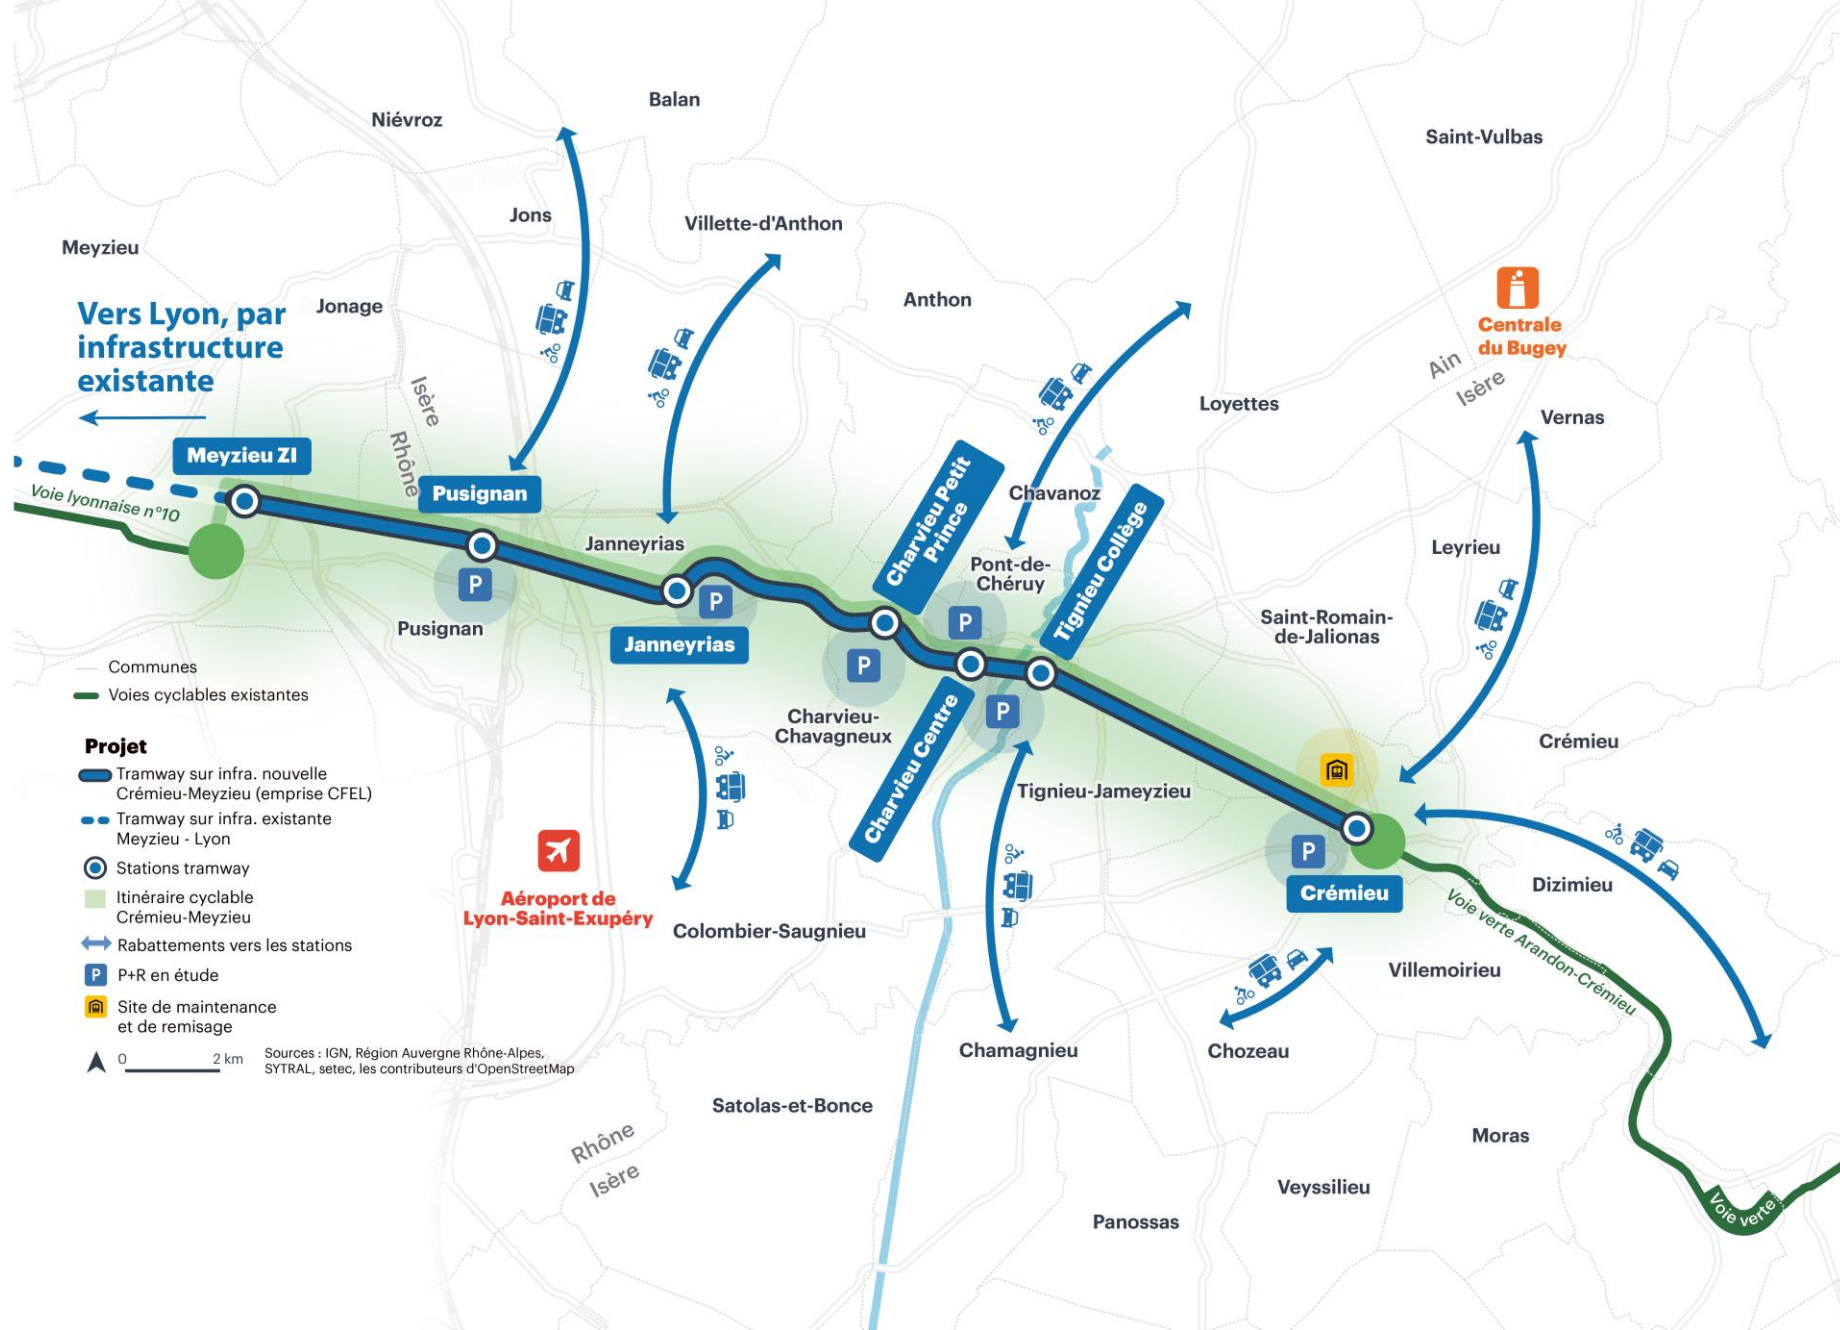 Balan
Niévroz
Saint-Vulbas
Jons
Villette-d'Anthon
Meyzieu
Anthon
Jonage
Vers Lyon, par
infrastructure
existante
Centrale
du Bugey
Ain
Isère
Isère
Rhône
Loyettes
Vernas
Meyzieu ZI
Pusignan
Voie lyonnaise n°10
Charvieu Petit
Prince
Chavanoz
Tignieu Collège
Janneyrias
Pont-de-
Chéruy
Leyrieu
P
P
P
Pusignan
Janneyrias
P
Saint-Romain-
de-Jalionas
P
Charvieu-
Chavagneux
Charvieu Centre
Crémieu
Tignieu-Jameyzieu
P
Crémieu
Dizimieu
Voie verte Arandon-Crémieu
Aéroport de
Lyon-Saint-Exupéry
Colombier-Saugnieu
Villemoirieu
Chamagnieu
Chozeau
Satolas-et-Bonce
Rhône
Isère
Moras
Veyssilieu
Panossas
Voie verte
Communes
Voies cyclables existantes
Projet
Tramway sur infra. nouvelle
Crémieu-Meyzieu (emprise CFEL)
Tramway sur infra. existante
Meyzieu - Lyon
Stations tramway
Itinéraire cyclable
Crémieu-Meyzieu
Rabattements vers les stations
P P+R en étude
Site de maintenance
et de remisage
0 2 km
Sources : IGN, Région Auvergne Rhône-Alpes,
SYTRAL, setec, les contributeurs d'OpenStreetMap